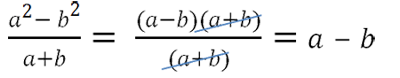 (a² − b²)/(a+b) = ((a−b)(a+b))/((a+b)) = a − b